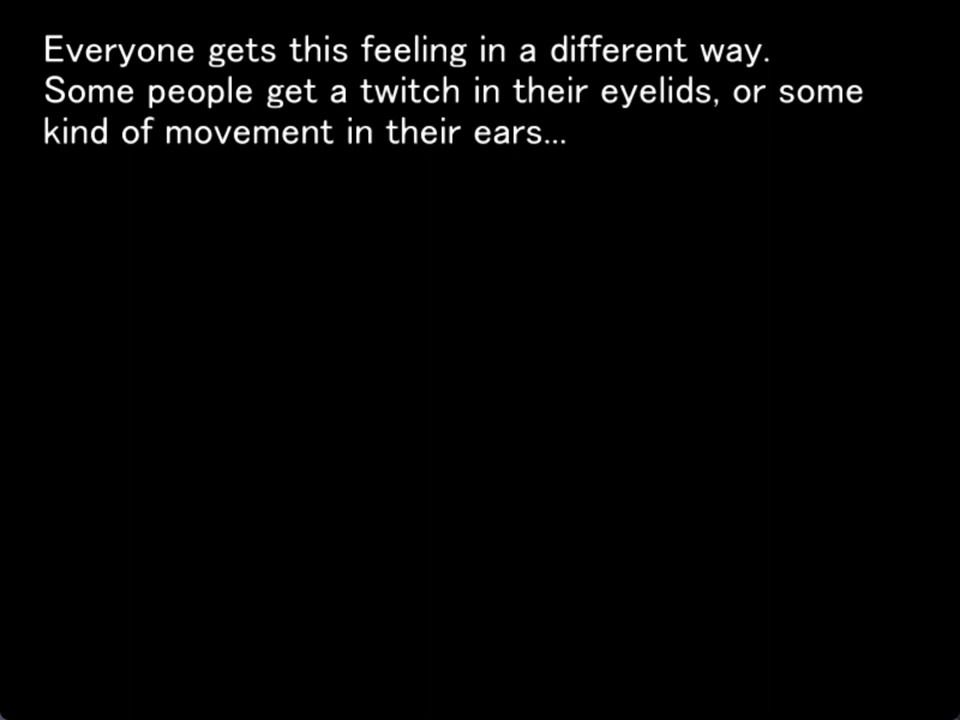 Everyone gets this feeling in a different way.
Some people get a twitch in their eyelids, or some
kind of movement in their ears...